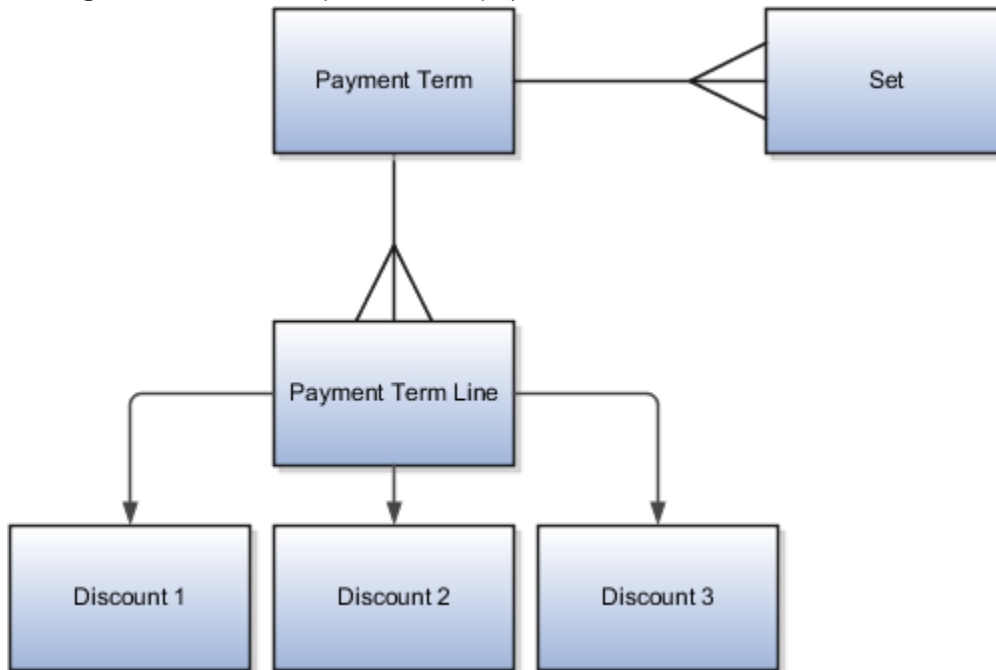 Payment Term
Set
Payment Term Line
Discount 1
Discount 2
Discount 3